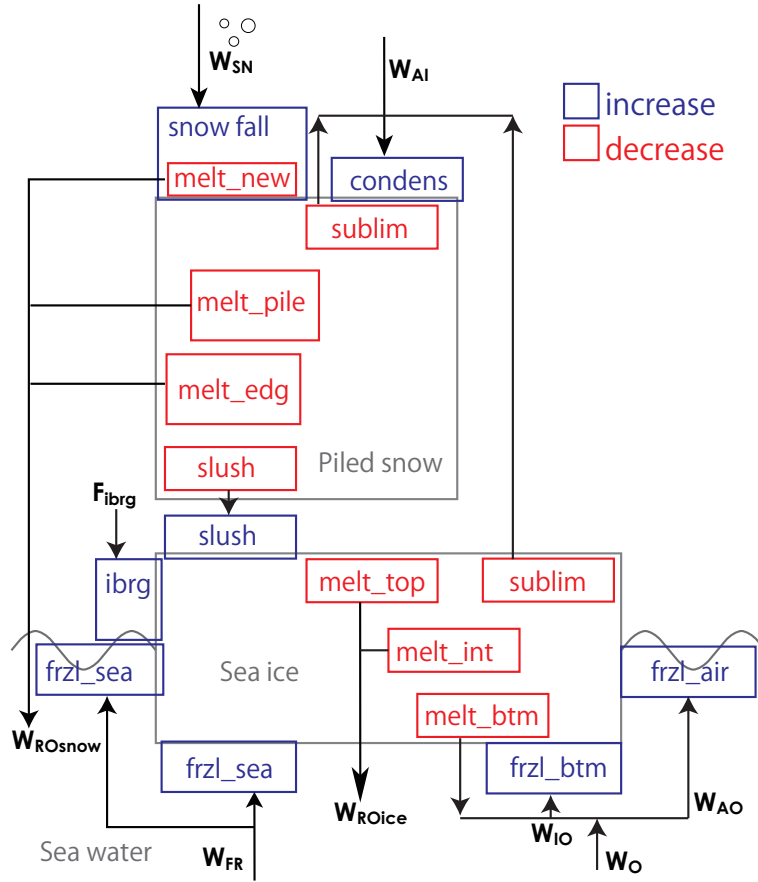 W_SN
W_AI
increase
snow fall
decrease
melt_new
condens
sublim
melt_pile
melt_edg
slush
Piled snow
F_ibrg
slush
ibrg
melt_top
sublim
melt_int
frzl_sea
Sea ice
frzl_air
melt_btm
W_ROsnow
frzl_sea
frzl_btm
W_ROice
W_AO
W_IO
Sea water
W_FR
W_O